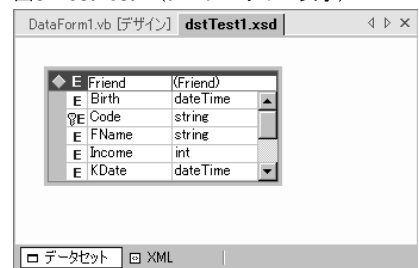 DataForm1.vb [デザイン] dstTest1.xsd
E Friend (Friend)
E Birth dateTime
E Code string
E FName string
E Income int
E KDate dateTime
データセット XML